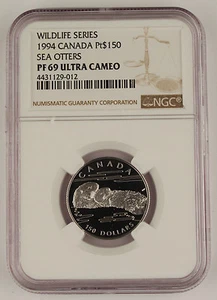 WILDLIFE SERIES
1994 CANADA Pt$150
SEA OTTERS
PF 69 ULTRA CAMEO
4431129-012
NUMISMATIC GUARANTY CORPORATION
NGC
CANADA
150 DOLLARS